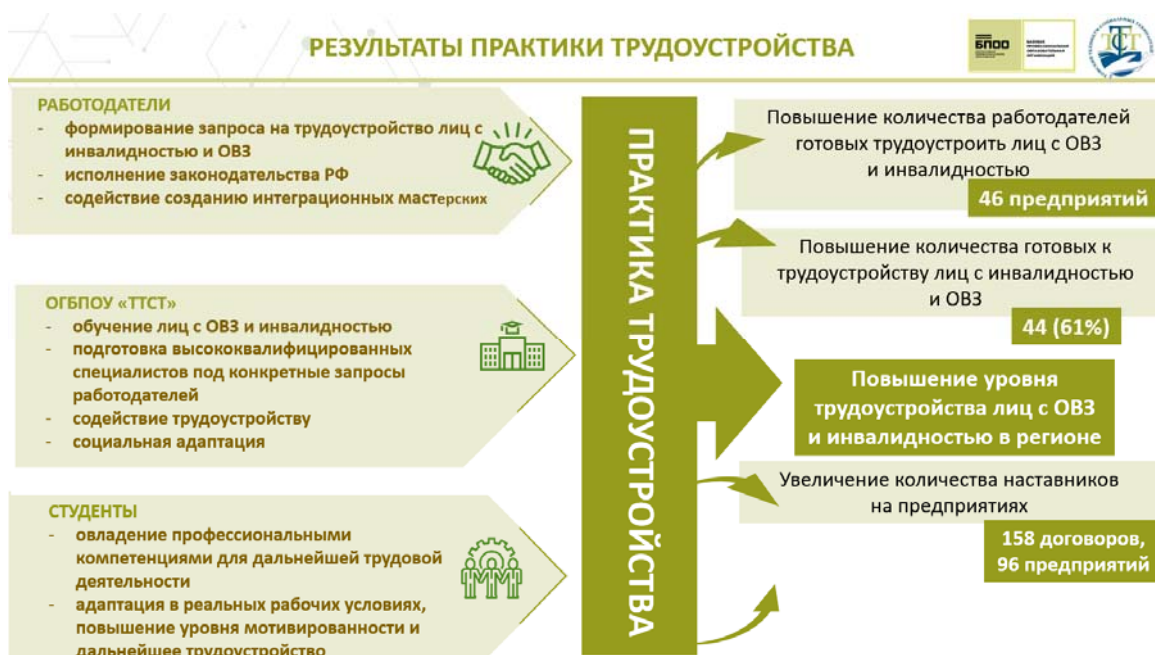 РЕЗУЛЬТАТЫ ПРАКТИКИ ТРУДОУСТРОЙСТВА
БПОО
ТТСТ
РАБОТОДАТЕЛИ
- формирование запроса на трудоустройство лиц с
инвалидностью и ОВЗ
- исполнение законодательства РФ
- содействие созданию интеграционных мастерских
ОГБПОУ «ТТСТ»
- обучение лиц с ОВЗ и инвалидностью
- подготовка высококвалифицированных
специалистов под конкретные запросы
работодателей
- содействие трудоустройству
- социальная адаптация
СТУДЕНТЫ
- овладение профессиональными
компетенциями для дальнейшей трудовой
деятельности
- адаптация в реальных рабочих условиях,
повышение уровня мотивированности и
дальнейшее трудоустройство
ПРАКТИКА ТРУДОУСТРОЙСТВА
Повышение количества работодателей
готовых трудоустроить лиц с ОВЗ
и инвалидностью
46 предприятий
Повышение количества готовых к
трудоустройству лиц с инвалидностью
и ОВЗ
44 (61%)
Повышение уровня
трудоустройства лиц с ОВЗ
и инвалидностью в регионе
Увеличение количества наставников
на предприятиях
158 договоров,
96 предприятий